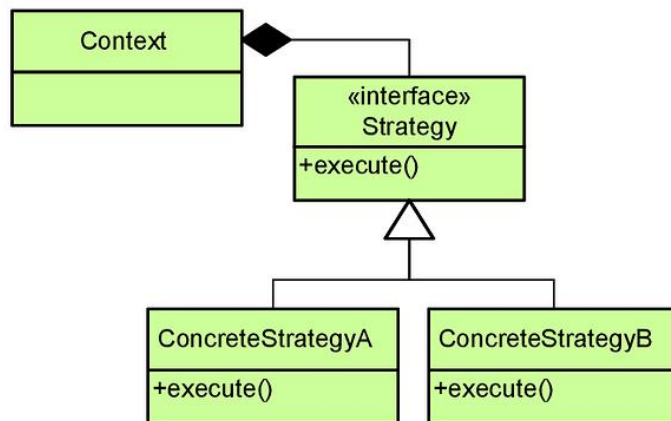 Context
«interface»
Strategy
+execute()
ConcreteStrategyA
+execute()
ConcreteStrategyB
+execute()